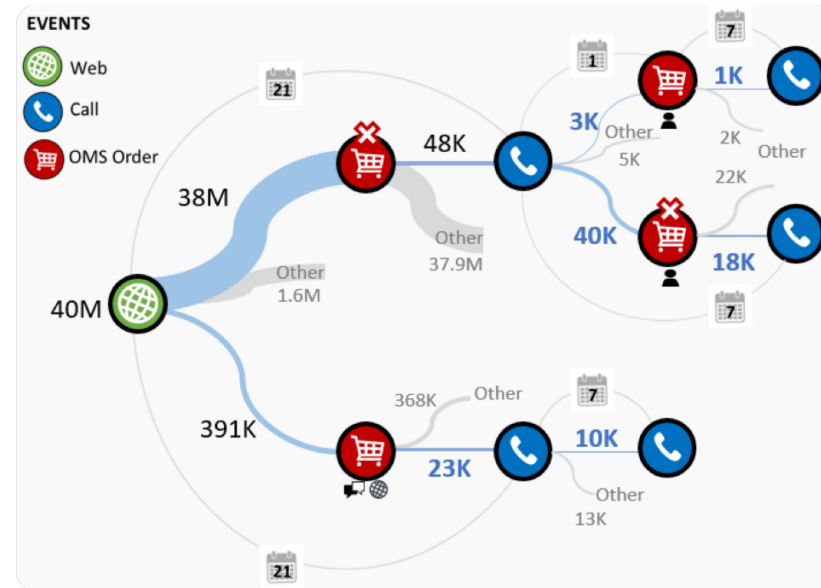 EVENTS
Web
Call
OMS Order
21
40M
38M
Other
1.6M
391K
48K
Other
37.9M
1
3K
Other
5K
40K
7
1K
2K
Other
22K
18K
7
368K
Other
23K
7
10K
Other
13K
21